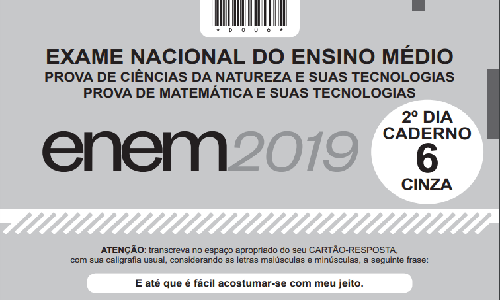 *D0U6*
EXAME NACIONAL DO ENSINO MÉDIO
PROVA DE CIÊNCIAS DA NATUREZA E SUAS TECNOLOGIAS
PROVA DE MATEMÁTICA E SUAS TECNOLOGIAS
enem2019
2º DIA
CADERNO
6
CINZA
ATENÇÃO: transcreva no espaço apropriado do seu CARTÃO-RESPOSTA,
com sua caligrafia usual, considerando as letras maiúsculas e minúsculas, a seguinte frase:
E até que é fácil acostumar-se com meu jeito.